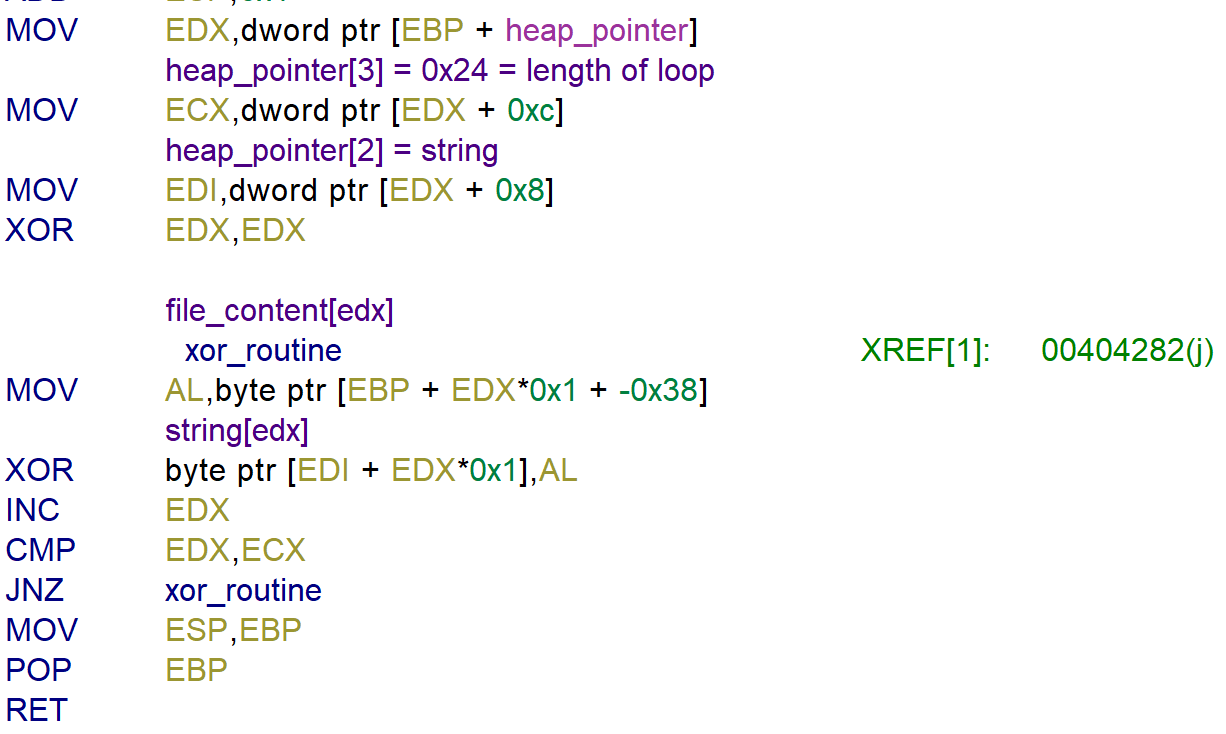 MOV EDX,dword ptr [EBP + heap_pointer]
heap_pointer[3] = 0x24 = length of loop
MOV ECX,dword ptr [EDX + 0xc]
heap_pointer[2] = string
MOV EDI,dword ptr [EDX + 0x8]
XOR EDX,EDX
file_content[edx]
xor_routine XREF[1]: 00404282(j)
MOV AL,byte ptr [EBP + EDX*0x1 + -0x38]
string[edx]
XOR byte ptr [EDI + EDX*0x1],AL
INC EDX
CMP EDX,ECX
JNZ xor_routine
MOV ESP,EBP
POP EBP
RET